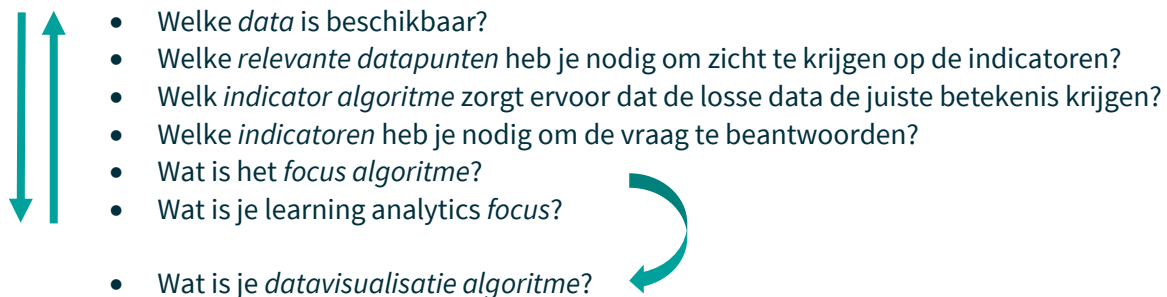 • Welke data is beschikbaar?
• Welke relevante datapunten heb je nodig om zicht te krijgen op de indicatoren?
• Welk indicator algoritme zorgt ervoor dat de losse data de juiste betekenis krijgen?
• Welke indicatoren heb je nodig om de vraag te beantwoorden?
• Wat is het focus algoritme?
• Wat is je learning analytics focus?
• Wat is je datavisualisatie algoritme?